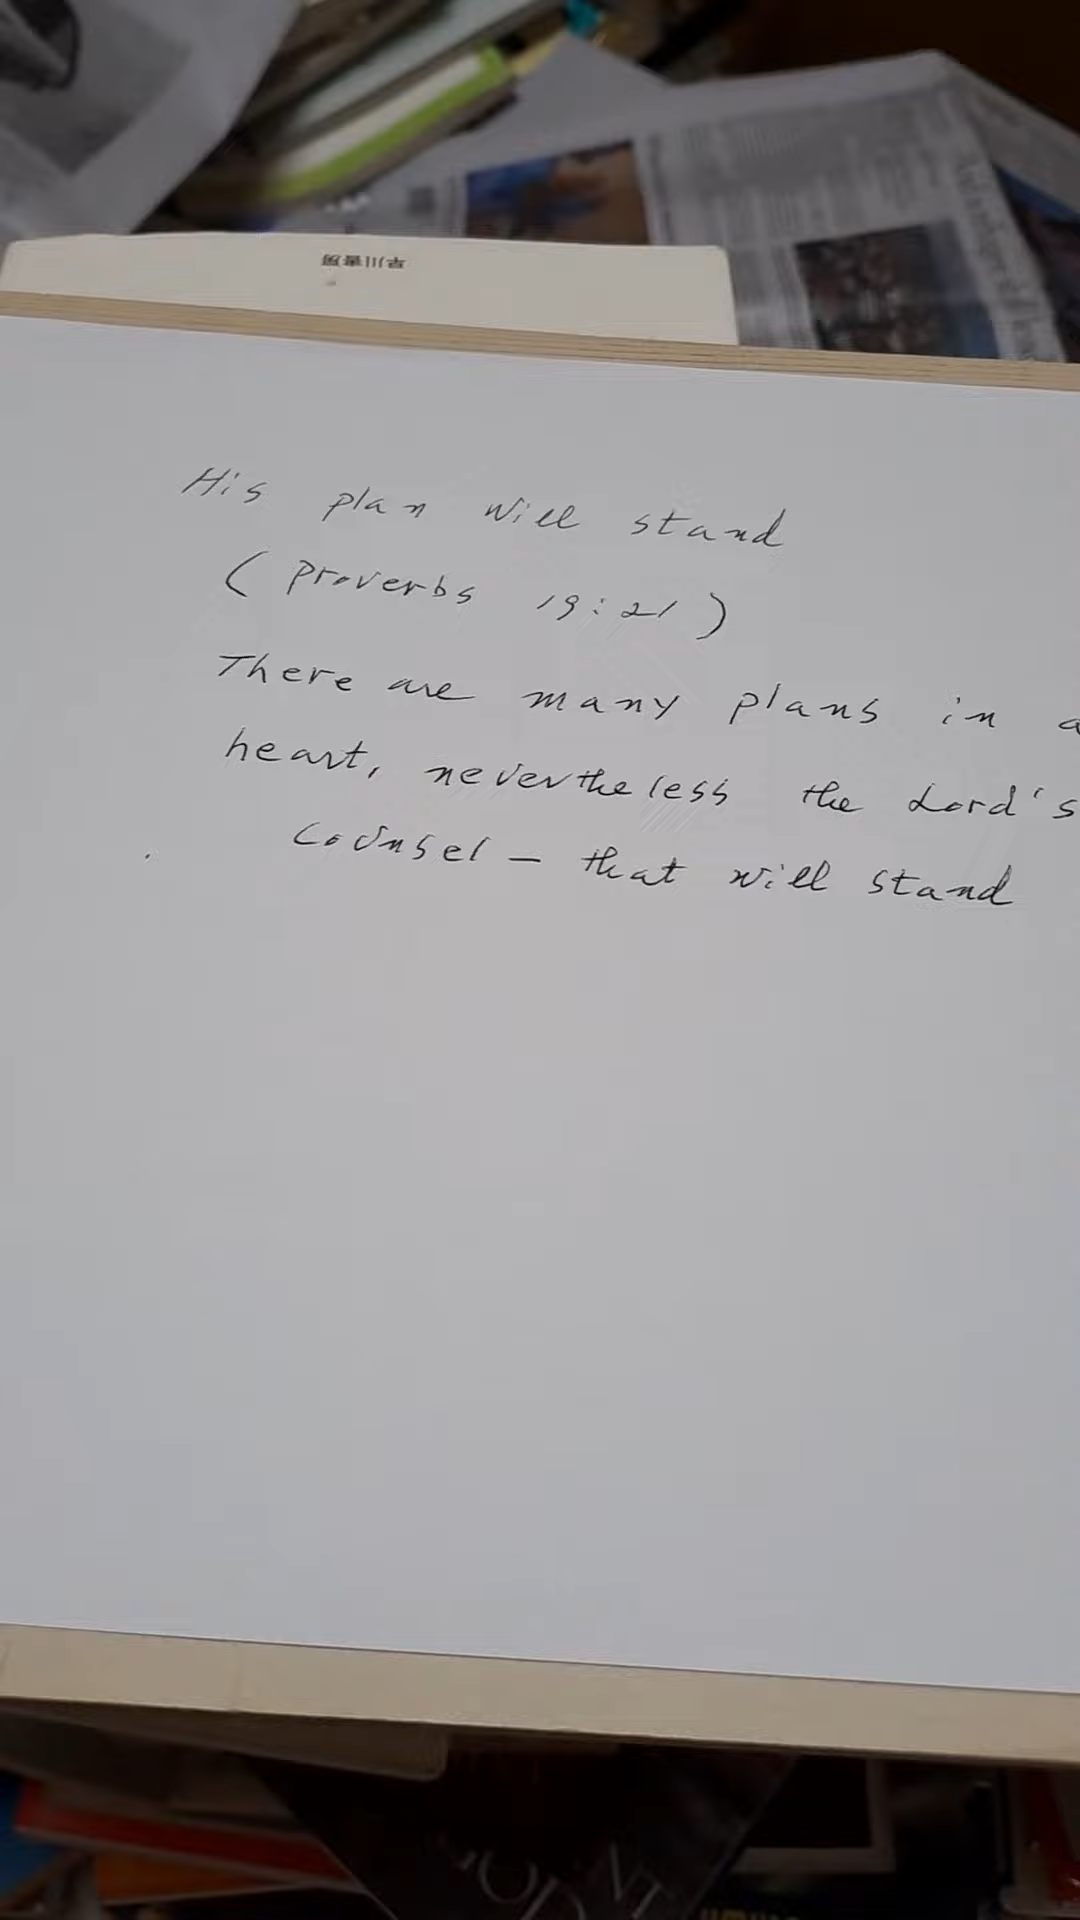 His plan will stand
(Proverbs 19:21)
There are many plans in a
heart, nevertheless the Lord's
Counsel – that will stand